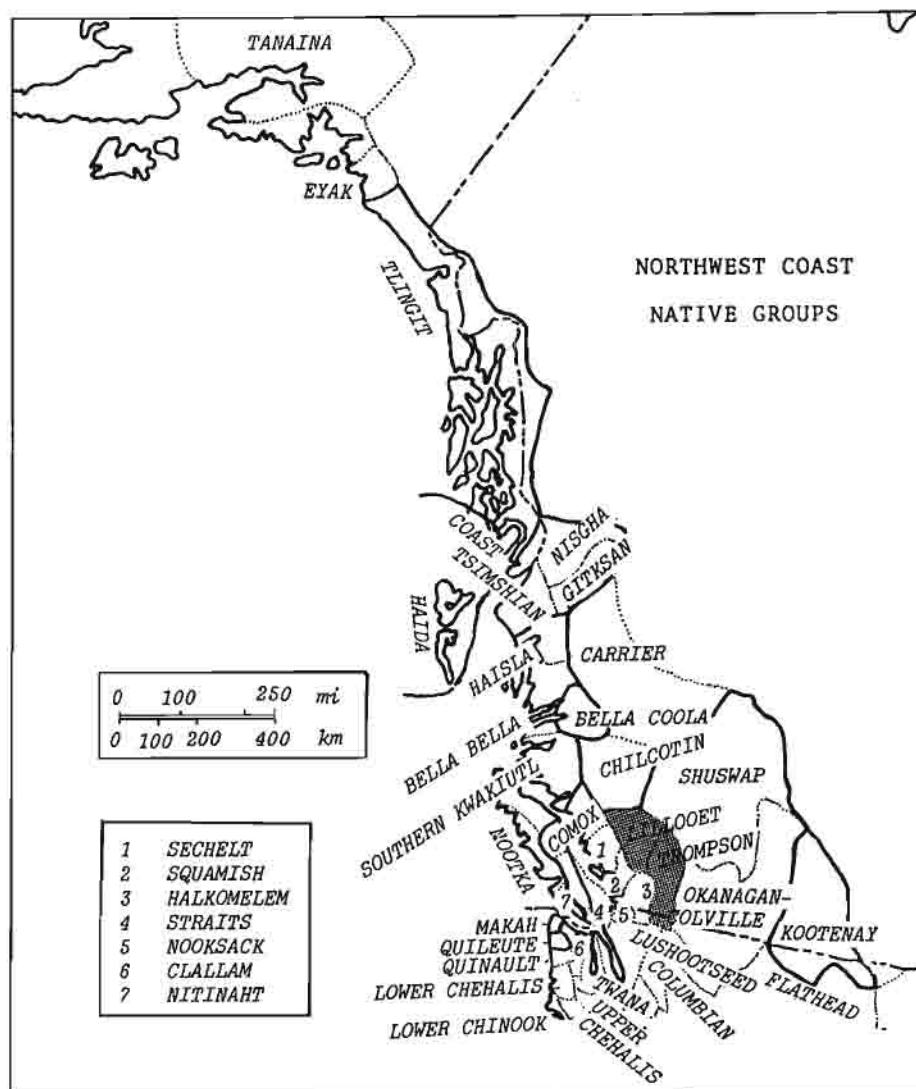 TANAINA
EYAK
TLINGIT
NORTHWEST COAST
NATIVE GROUPS
COAST
TSIMSHIAN
NISGHA
GITKSAN
HAIDA
HAISLA
CARRIER
BELLA BELLA
BELLA COOLA
CHILCOTIN
SHUSWAP
SOUTHERN KWAKIUTL
NOOTKA
COMOX
LILLOOET
THOMPSON
1
2
3
4
5
6
7
OKANAGAN-
OLVILLE
KOOTENAY
FLATHEAD
MAKAH
QUILEUTE
QUINAULT
LOWER CHEHALIS
LOWER CHINOOK
TWANA
UPPER
CHEHALIS
LUSHOOTSEED
COLUMBIAN
0 100 250 mi
0 100 200 400 km
1 SECHELT
2 SQUAMISH
3 HALKOMELEM
4 STRAITS
5 NOOKSACK
6 CLALLAM
7 NITINAHT